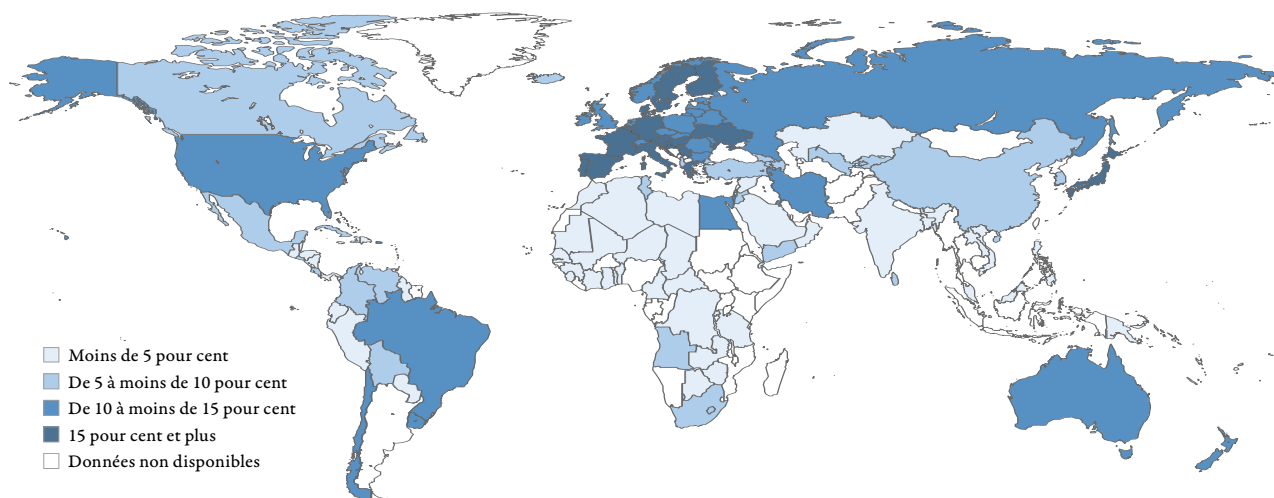 Moins de 5 pour cent
De 5 à moins de 10 pour cent
De 10 à moins de 15 pour cent
15 pour cent et plus
Données non disponibles